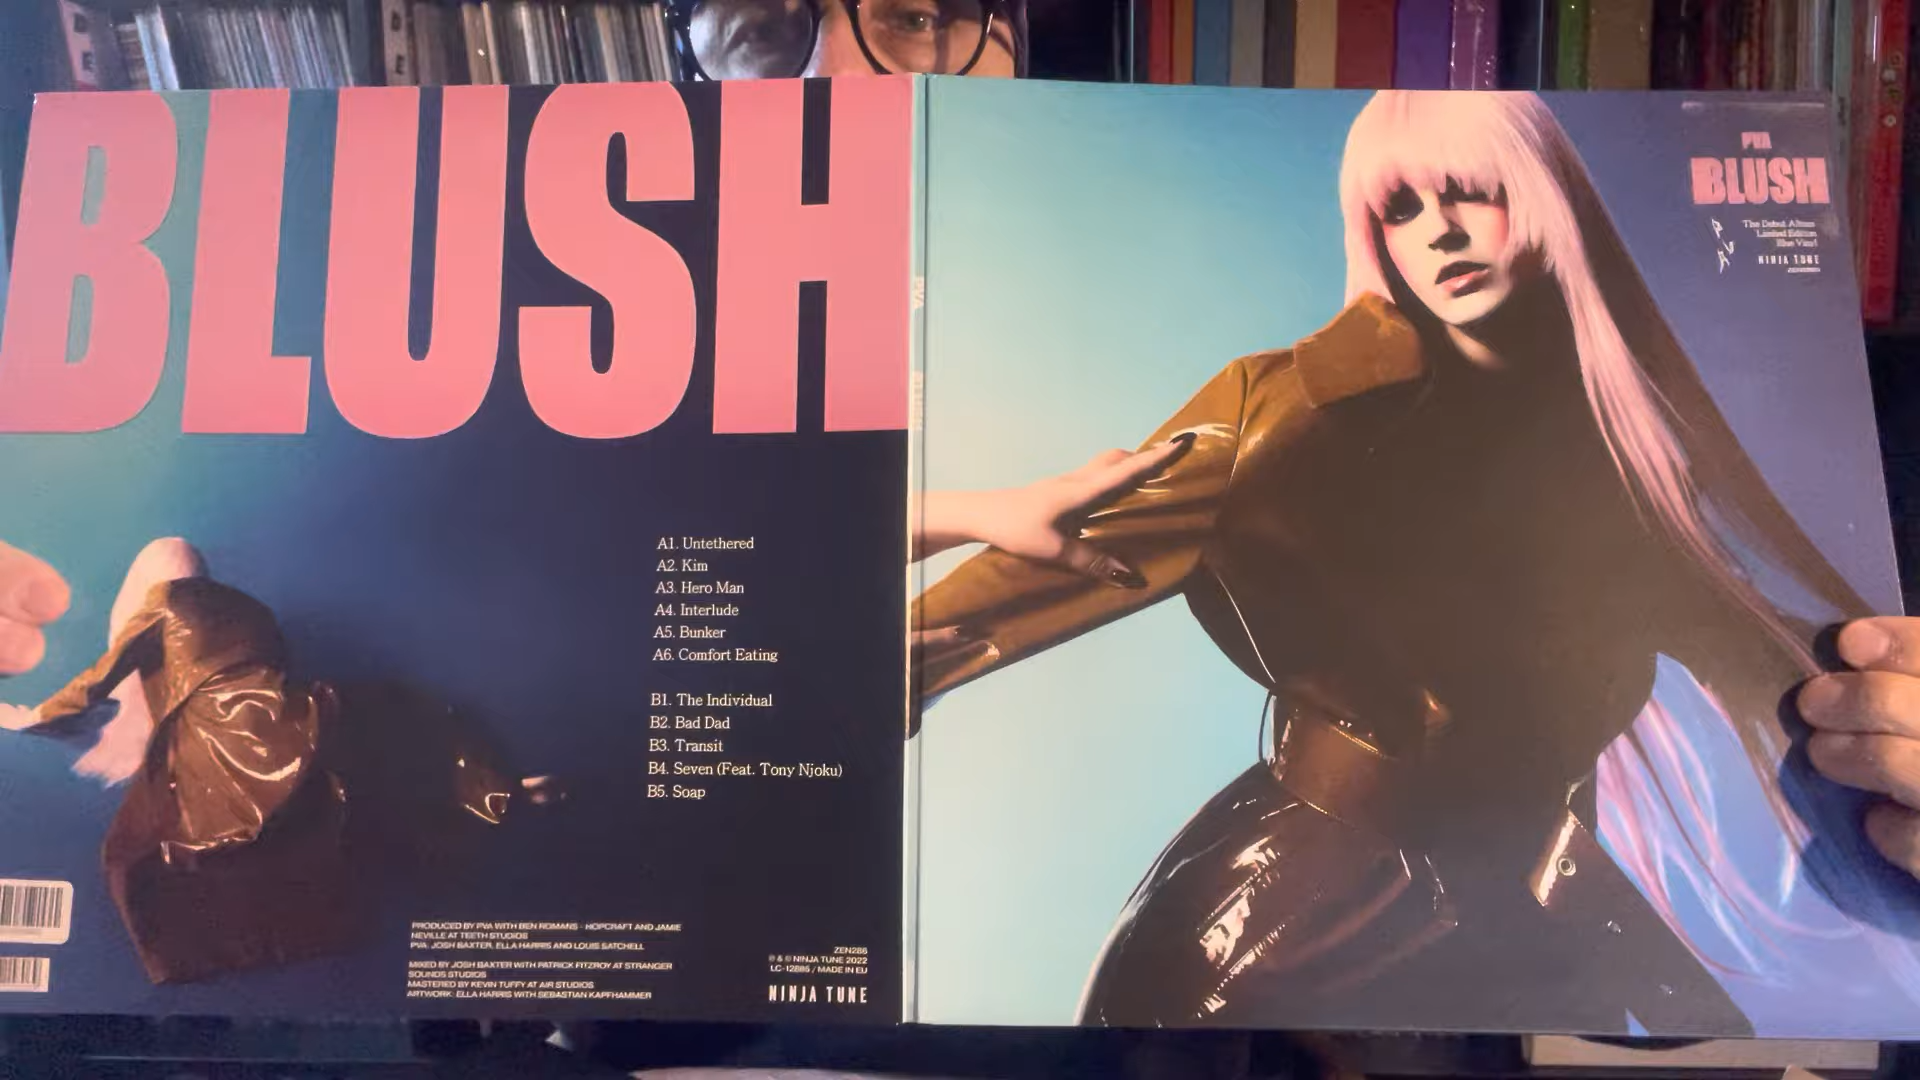 BLUSH
A1. Untethered
A2. Kim
A3. Hero Man
A4. Interlude
A5. Bunker
A6. Comfort Eating
B1. The Individual
B2. Bad Dad
B3. Transit
B4. Seven (Feat. Tony Njoku)
B5. Soap
PRODUCED BY PVA WITH BEN ROMANS - HOPCRAFT AND JAMIE
NEVILLE AT TEETH STUDIOS
PVA: JOSH BAXTER, ELLA HARRIS AND LOUIS SATCHELL
MIXED BY JOSH BAXTER WITH PATRICK FITZROY AT STRANGER
SOUNDS STUDIOS
MASTERED BY KEVIN TUFFY AT AIR STUDIOS
ARTWORK: ELLA HARRIS WITH SEBASTIAN KAPFHAMMER
ZEN286
℗ & © NINJA TUNE 2022
LC-12885 / MADE IN EU
NINJA TUNE
PVA
BLUSH
PVA
BLUSH
PVA
The Debut Album
Limited Edition
Blue Vinyl
NINJA TUNE